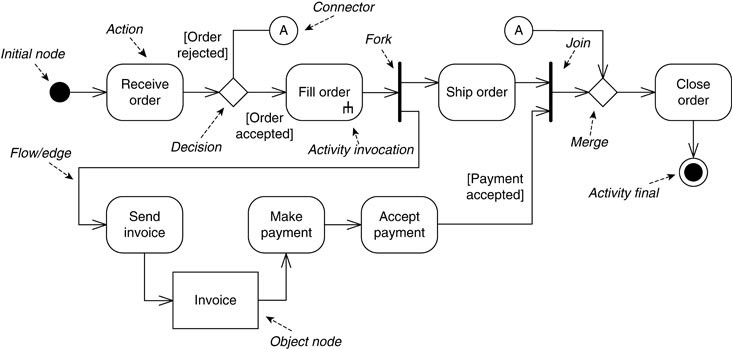 Connector
Action
[Order
rejected]
A
A
Fork
Join
Initial node
Receive
order
Fill order
Ship order
Close
order
[Order
accepted]
Decision
Activity invocation
Merge
Flow/edge
[Payment
accepted]
Activity final
Send
invoice
Make
payment
Accept
payment
Invoice
Object node